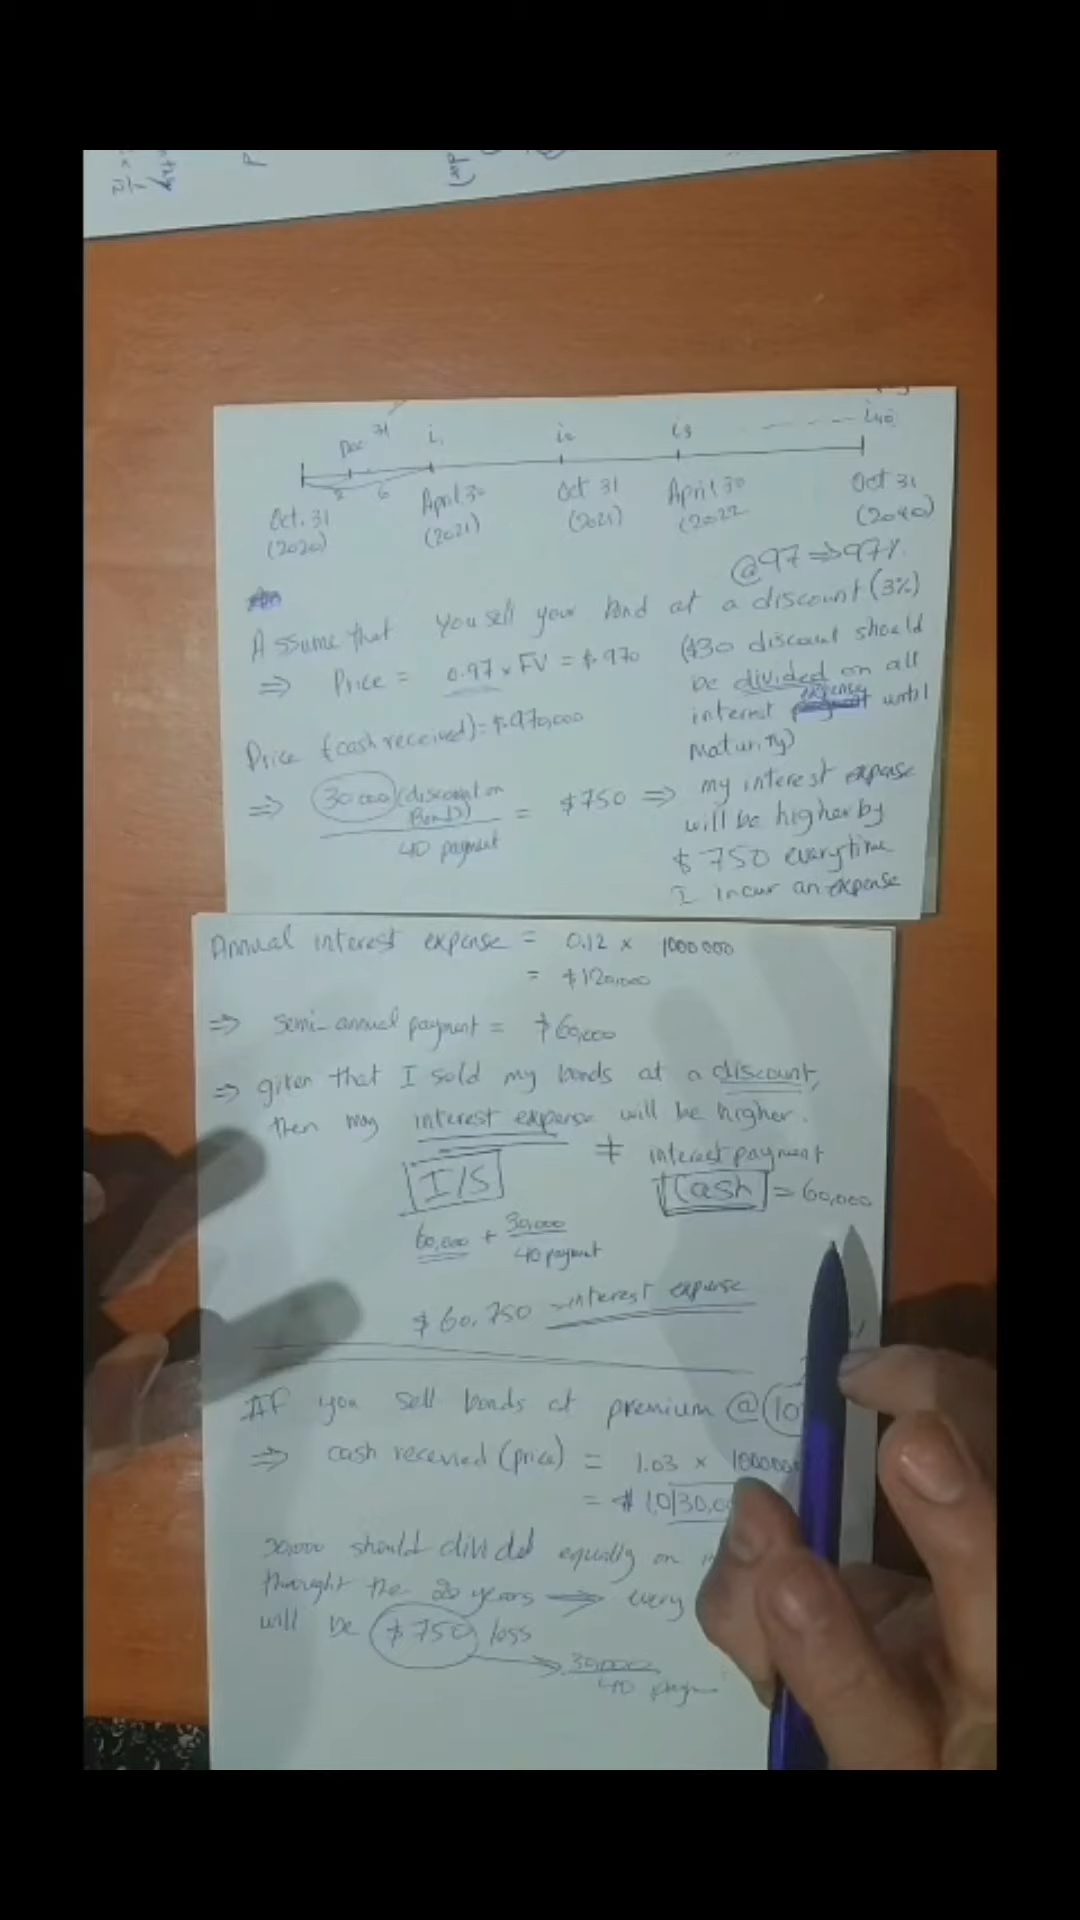 Dec 31 i₁ i₂ i₃ i₄₀
2 6
Oct. 31 April 30 Oct 31 April 30 Oct 31
(2020) (2021) (2021) (2022 (2040)
@97 ⇒ 97%
Assume that You sell your bond at a discount (3%)
⇒ Price = 0.97 x FV = $ 970 ($30 discount should
be divided on all
interest expense until
Maturity)
Price (cash received) = $ 970,000
⇒ 30 000 (discount on Bonds) / 40 payment = $750 ⇒ my interest expense
will be higher by
$ 750 everytime
I incur an expense
Annual interest expense = 0.12 x 1000 000
= $120,000
⇒ Semi-annual payment = $60,000
⇒ given that I sold my bonds at a discount,
then my interest expense will be higher.
≠ interest payment
I/S Cash = 60,000
60,000 + 30,000 / 40 payment
$ 60,750 interest expense
If you sell bonds at premium @ 10
⇒ cash received (price) = 1.03 x 1000000
= $ 1,030,00
30,000 should divided equally on
throught the 20 years → every
will be $750 loss
→ 30,000 / 40